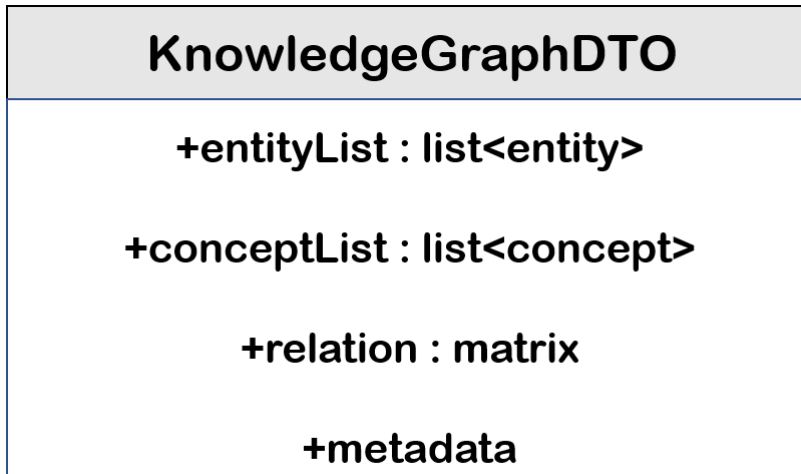 KnowledgeGraphDTO
+entityList : list<entity>
+conceptList : list<concept>
+relation : matrix
+metadata